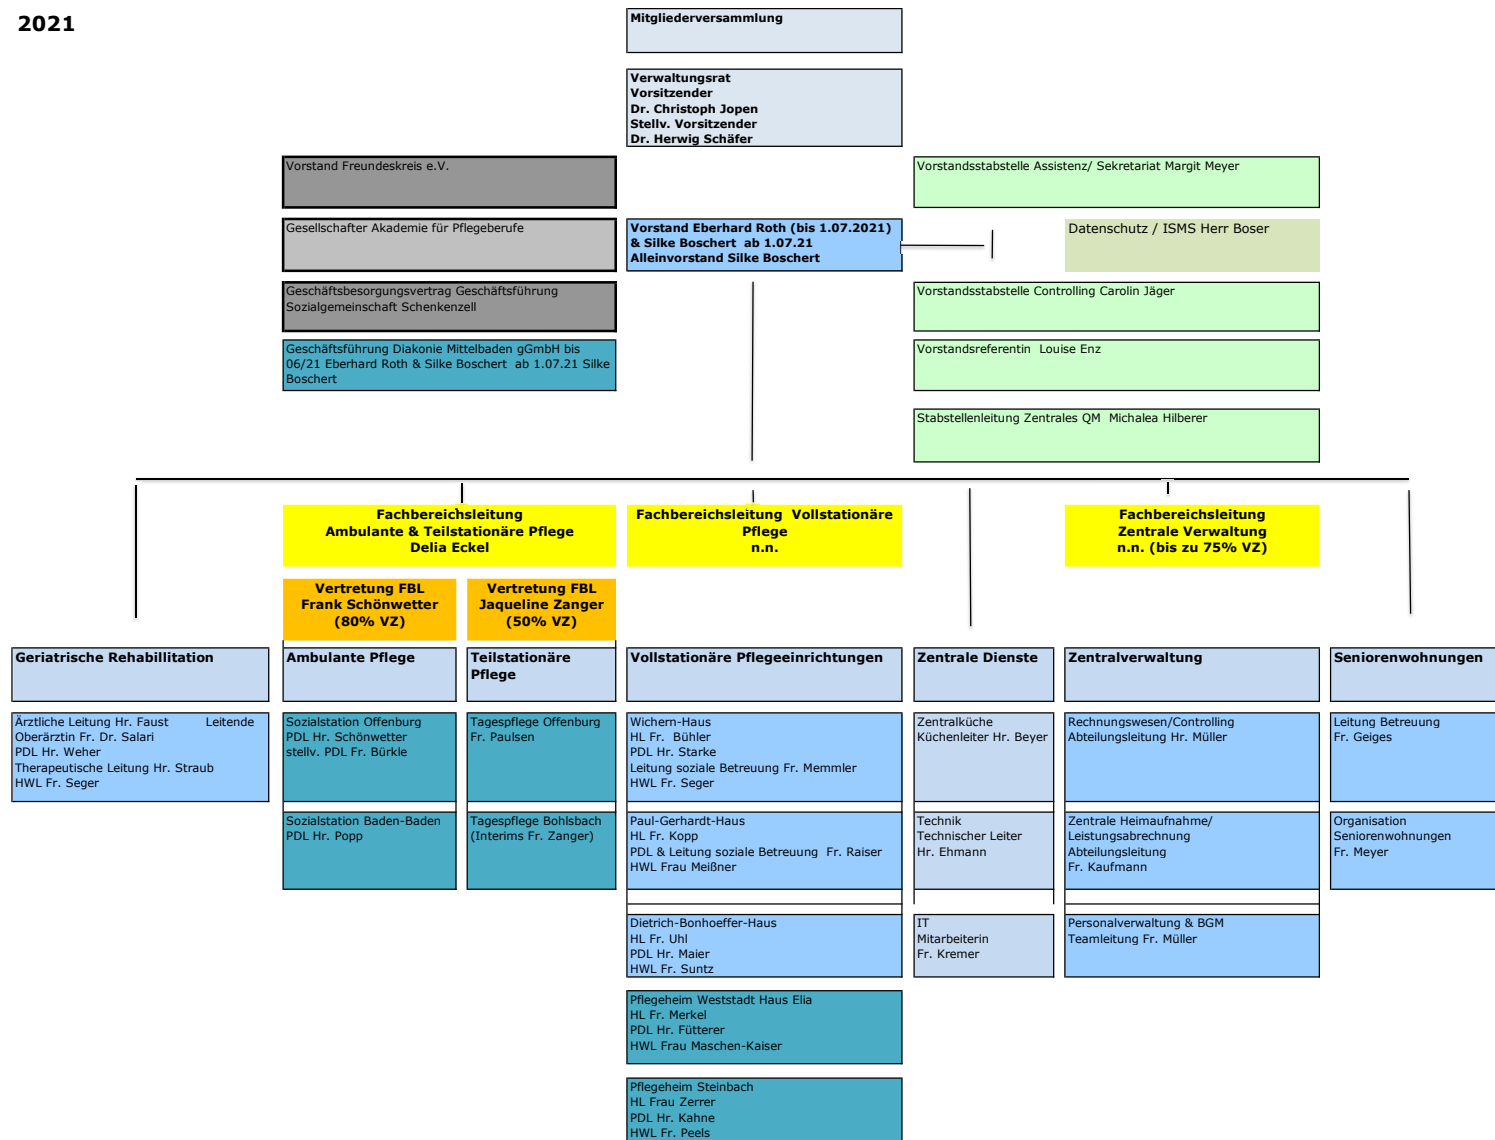 2021
Mitgliederversammlung
Verwaltungsrat
Vorsitzender
Dr. Christoph Jopen
Stellv. Vorsitzender
Dr. Herwig Schäfer
Vorstand Freundeskreis e.V.
Vorstandsstabstelle Assistenz/ Sekretariat Margit Meyer
Gesellschafter Akademie für Pflegeberufe
Vorstand Eberhard Roth (bis 1.07.2021)
& Silke Boschert ab 1.07.21
Alleinvorstand Silke Boschert
Datenschutz / ISMS Herr Boser
Geschäftsbesorgungsvertrag Geschäftsführung
Sozialgemeinschaft Schenkenzell
Vorstandsstabstelle Controlling Carolin Jäger
Geschäftsführung Diakonie Mittelbaden gGmbH bis
06/21 Eberhard Roth & Silke Boschert ab 1.07.21 Silke
Boschert
Vorstandsreferentin Louise Enz
Stabstellenleitung Zentrales QM Michalea Hilberer
Fachbereichsleitung
Ambulante & Teilstationäre Pflege
Delia Eckel
Fachbereichsleitung Vollstationäre
Pflege
n.n.
Fachbereichsleitung
Zentrale Verwaltung
n.n. (bis zu 75% VZ)
Vertretung FBL
Frank Schönwetter
(80% VZ)
Vertretung FBL
Jaqueline Zanger
(50% VZ)
Geriatrische Rehabillitation
Ambulante Pflege
Teilstationäre
Pflege
Vollstationäre Pflegeeinrichtungen
Zentrale Dienste
Zentralverwaltung
Seniorenwohnungen
Ärztliche Leitung Hr. Faust Leitende
Oberärztin Fr. Dr. Salari
PDL Hr. Weher
Therapeutische Leitung Hr. Straub
HWL Fr. Seger
Sozialstation Offenburg
PDL Hr. Schönwetter
stellv. PDL Fr. Bürkle
Tagespflege Offenburg
Fr. Paulsen
Wichern-Haus
HL Fr. Bühler
PDL Hr. Starke
Leitung soziale Betreuung Fr. Memmler
HWL Fr. Seger
Zentralküche
Küchenleiter Hr. Beyer
Rechnungswesen/Controlling
Abteilungsleitung Hr. Müller
Leitung Betreuung
Fr. Geiges
Sozialstation Baden-Baden
PDL Hr. Popp
Tagespflege Bohlsbach
(Interims Fr. Zanger)
Paul-Gerhardt-Haus
HL Fr. Kopp
PDL & Leitung soziale Betreuung Fr. Raiser
HWL Frau Meißner
Technik
Technischer Leiter
Hr. Ehmann
Zentrale Heimaufnahme/
Leistungsabrechnung
Abteilungsleitung
Fr. Kaufmann
Organisation
Seniorenwohnungen
Fr. Meyer
Dietrich-Bonhoeffer-Haus
HL Fr. Uhl
PDL Hr. Maier
HWL Fr. Suntz
IT
Mitarbeiterin
Fr. Kremer
Personalverwaltung & BGM
Teamleitung Fr. Müller
Pflegeheim Weststadt Haus Elia
HL Fr. Merkel
PDL Hr. Fütterer
HWL Frau Maschen-Kaiser
Pflegeheim Steinbach
HL Frau Zerrer
PDL Hr. Kahne
HWL Fr. Peels